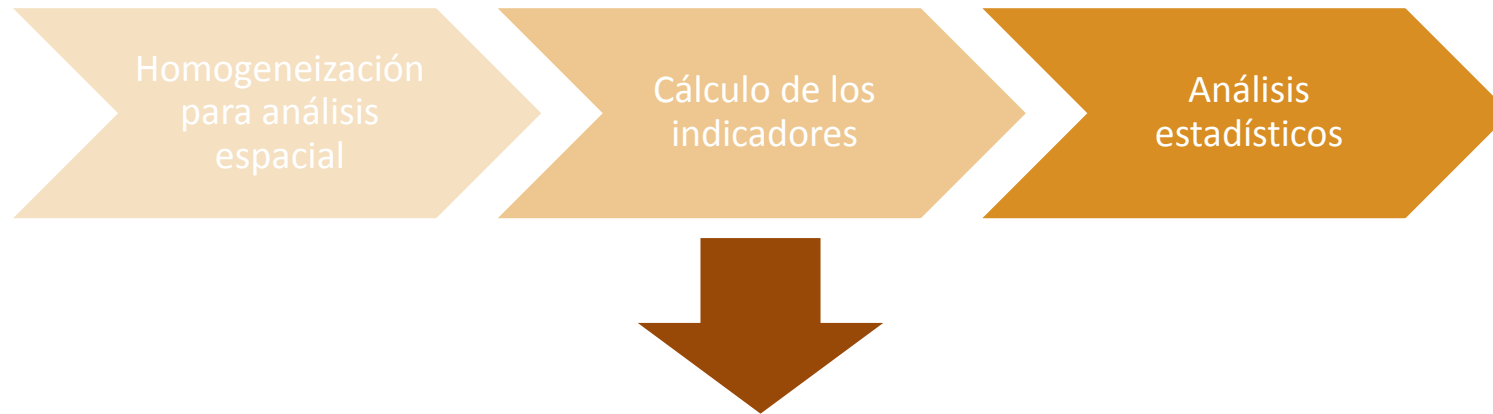 Homogeneización
para análisis
espacial
Cálculo de los
indicadores
Análisis
estadísticos